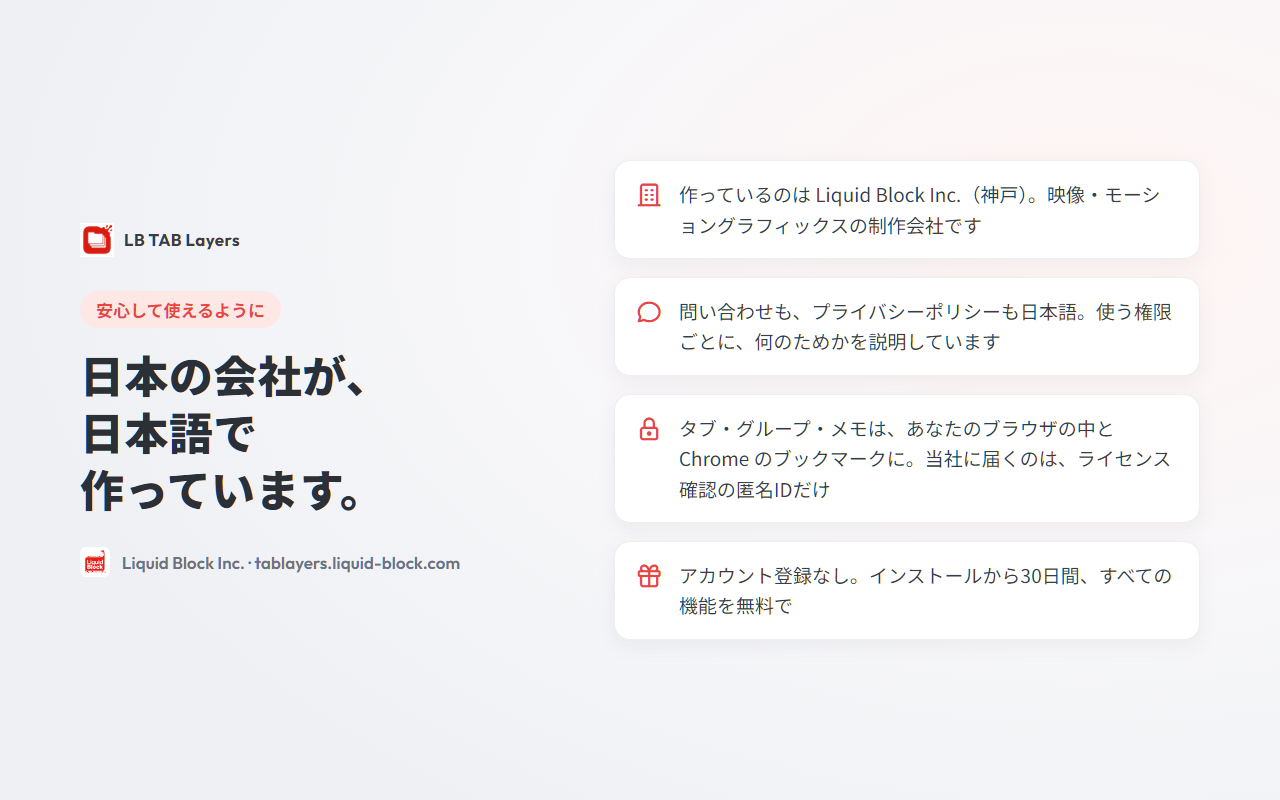 LB TAB Layers
安心して使えるように
日本の会社が、
日本語で
作っています。
Liquid Block Inc. · tablayers.liquid-block.com
作っているのは Liquid Block Inc.（神戸）。映像・モーシ
ョングラフィックスの制作会社です
問い合わせも、プライバシーポリシーも日本語。使う権限
ごとに、何のためかを説明しています
タブ・グループ・メモは、あなたのブラウザの中と
Chrome のブックマークに。当社に届くのは、ライセンス
確認の匿名IDだけ
アカウント登録なし。インストールから30日間、すべての
機能を無料で